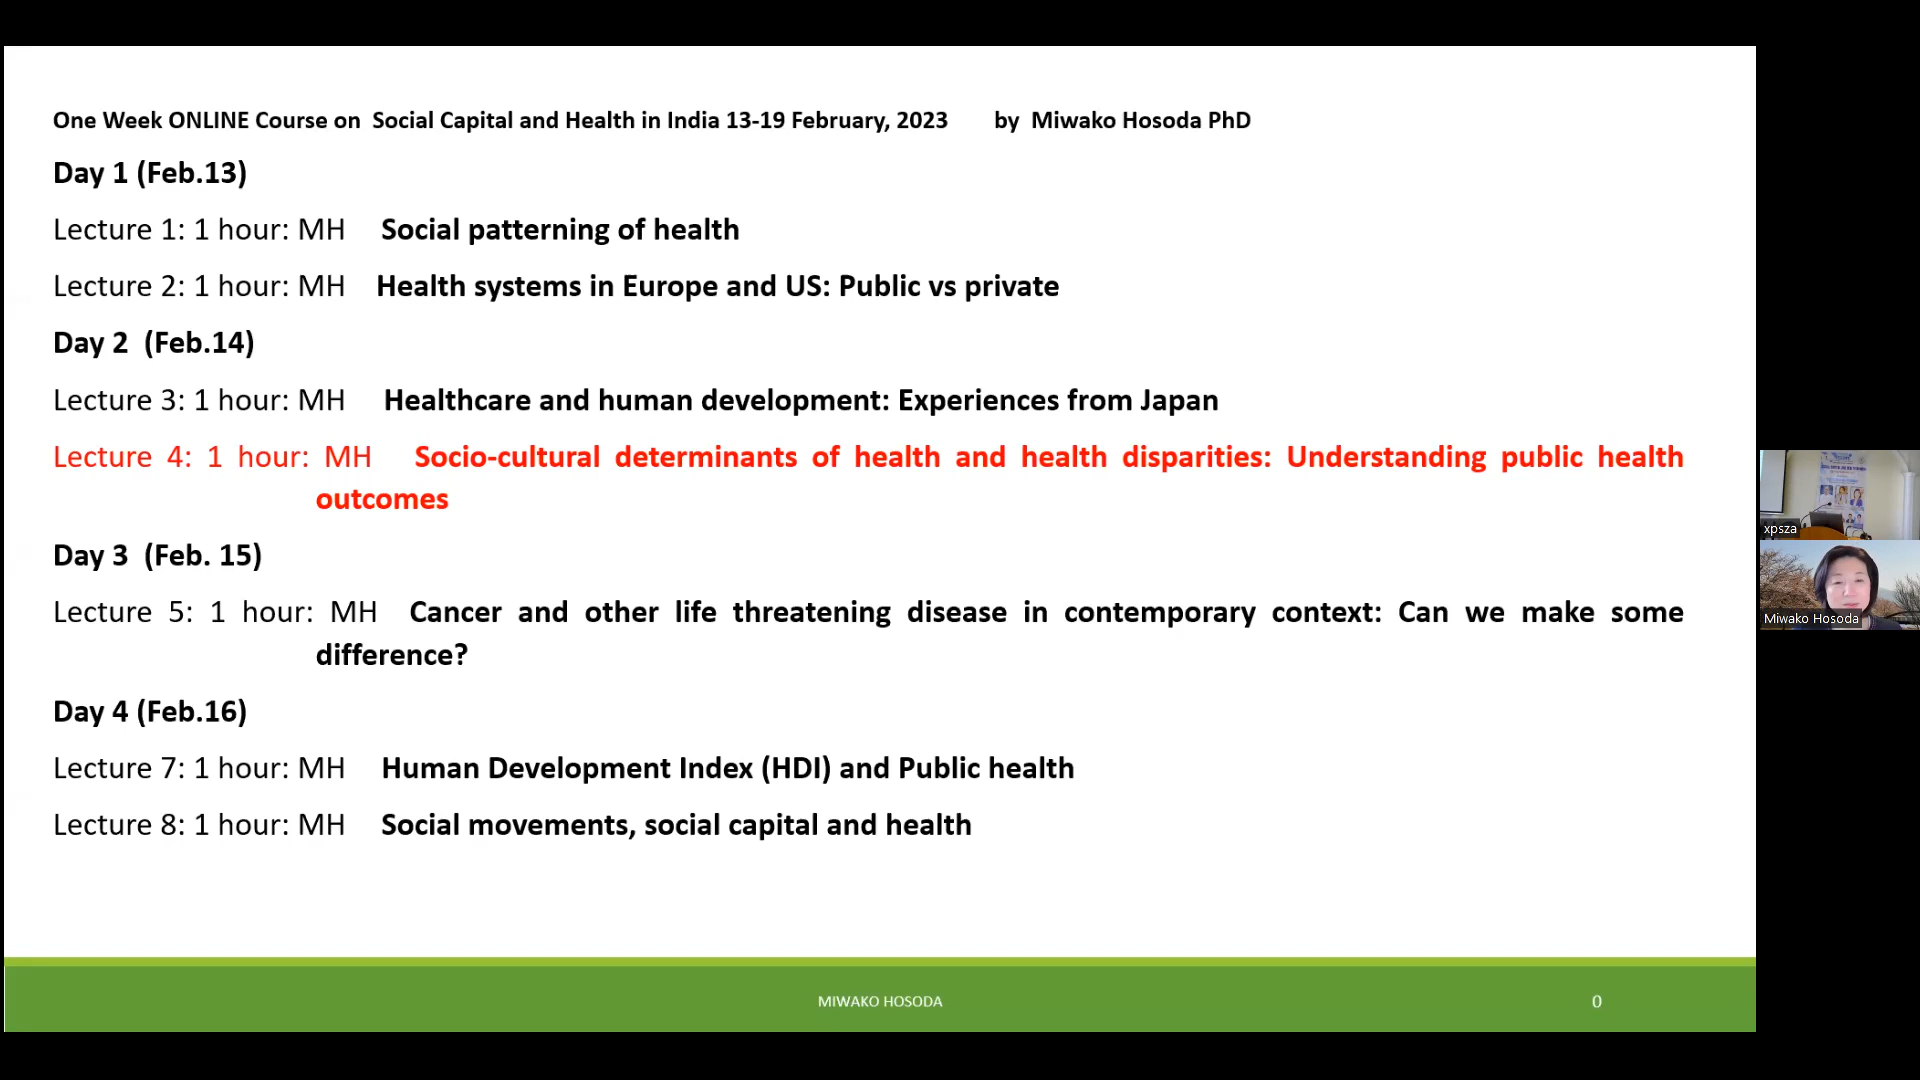 One Week ONLINE Course on Social Capital and Health in India 13-19 February, 2023 by Miwako Hosoda PhD
Day 1 (Feb.13)
Lecture 1: 1 hour: MH Social patterning of health
Lecture 2: 1 hour: MH Health systems in Europe and US: Public vs private
Day 2 (Feb.14)
Lecture 3: 1 hour: MH Healthcare and human development: Experiences from Japan
Lecture 4: 1 hour: MH Socio-cultural determinants of health and health disparities: Understanding public health
outcomes
Day 3 (Feb. 15)
Lecture 5: 1 hour: MH Cancer and other life threatening disease in contemporary context: Can we make some
difference?
Day 4 (Feb.16)
Lecture 7: 1 hour: MH Human Development Index (HDI) and Public health
Lecture 8: 1 hour: MH Social movements, social capital and health
MIWAKO HOSODA
0
xpsza
Miwako Hosoda